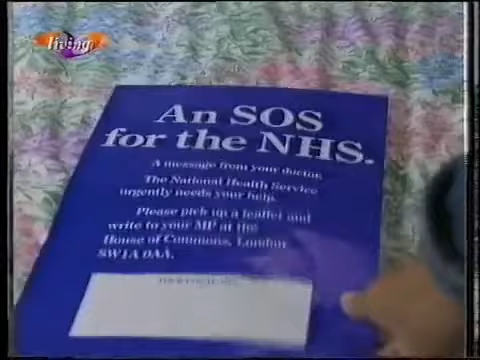 living
An SOS
for the NHS.
A message from your doctor.
The National Health Service
urgently needs your help.
Please pick up a leaflet and
write to your MP at the
House of Commons, London
SW1A 0AA.